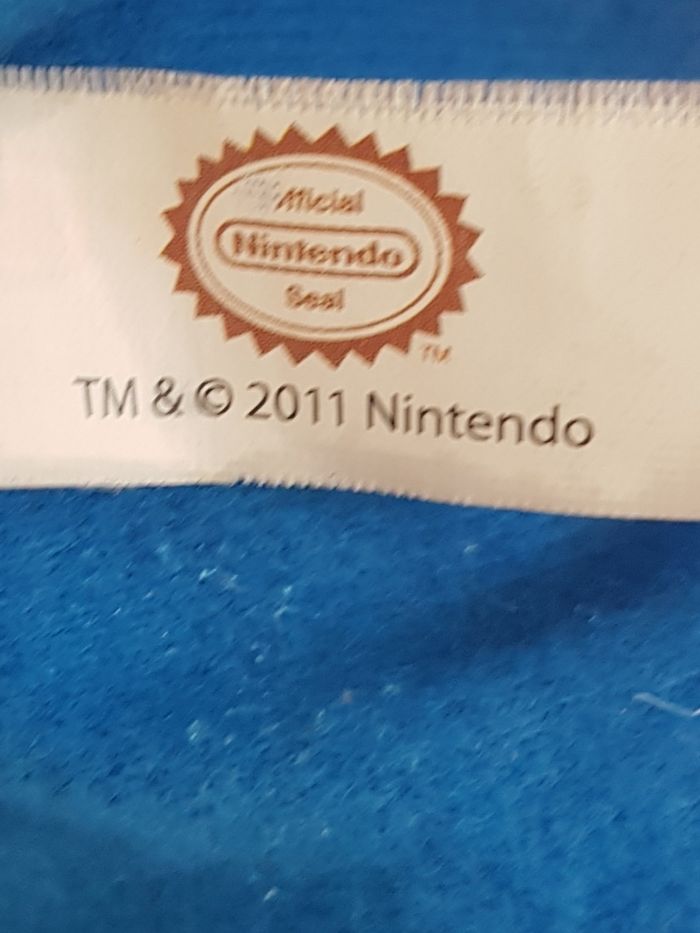 Official
Nintendo
Seal
TM
TM & © 2011 Nintendo